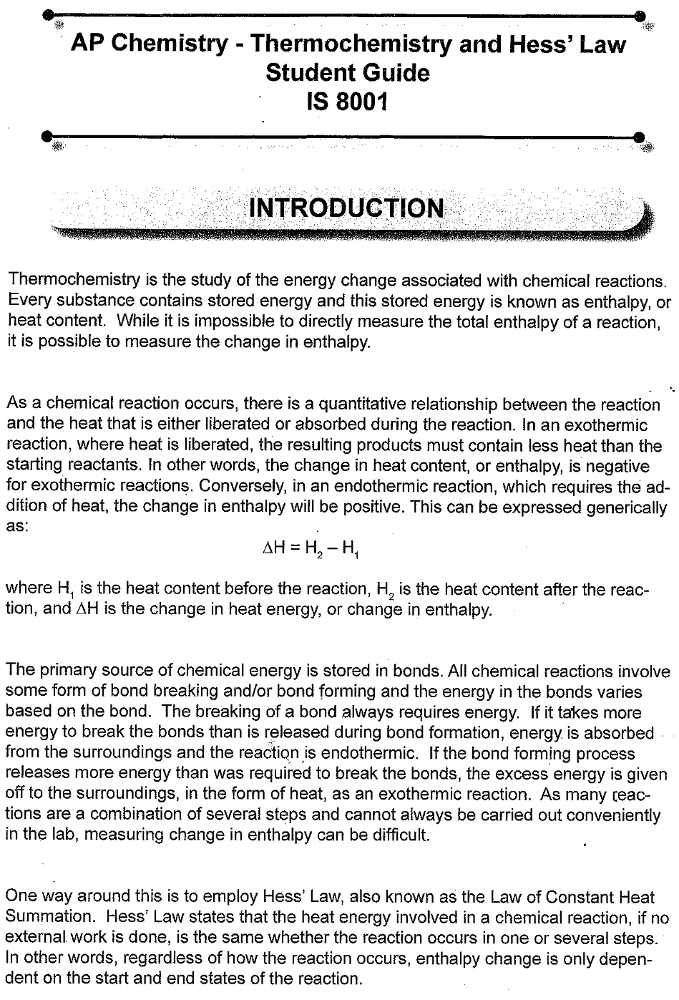 AP Chemistry - Thermochemistry and Hess' Law
Student Guide
IS 8001
INTRODUCTION
Thermochemistry is the study of the energy change associated with chemical reactions.
Every substance contains stored energy and this stored energy is known as enthalpy, or
heat content. While it is impossible to directly measure the total enthalpy of a reaction,
it is possible to measure the change in enthalpy.
As a chemical reaction occurs, there is a quantitative relationship between the reaction
and the heat that is either liberated or absorbed during the reaction. In an exothermic
reaction, where heat is liberated, the resulting products must contain less heat than the
starting reactants. In other words, the change in heat content, or enthalpy, is negative
for exothermic reactions. Conversely, in an endothermic reaction, which requires the ad-
dition of heat, the change in enthalpy will be positive. This can be expressed generically
as:
ΔH = H₂ – H₁
where H₁ is the heat content before the reaction, H₂ is the heat content after the reac-
tion, and ΔH is the change in heat energy, or change in enthalpy.
The primary source of chemical energy is stored in bonds. All chemical reactions involve
some form of bond breaking and/or bond forming and the energy in the bonds varies
based on the bond. The breaking of a bond always requires energy. If it takes more
energy to break the bonds than is released during bond formation, energy is absorbed
from the surroundings and the reaction is endothermic. If the bond forming process
releases more energy than was required to break the bonds, the excess energy is given
off to the surroundings, in the form of heat, as an exothermic reaction. As many reac-
tions are a combination of several steps and cannot always be carried out conveniently
in the lab, measuring change in enthalpy can be difficult.
One way around this is to employ Hess' Law, also known as the Law of Constant Heat
Summation. Hess' Law states that the heat energy involved in a chemical reaction, if no
external work is done, is the same whether the reaction occurs in one or several steps.
In other words, regardless of how the reaction occurs, enthalpy change is only depen-
dent on the start and end states of the reaction.